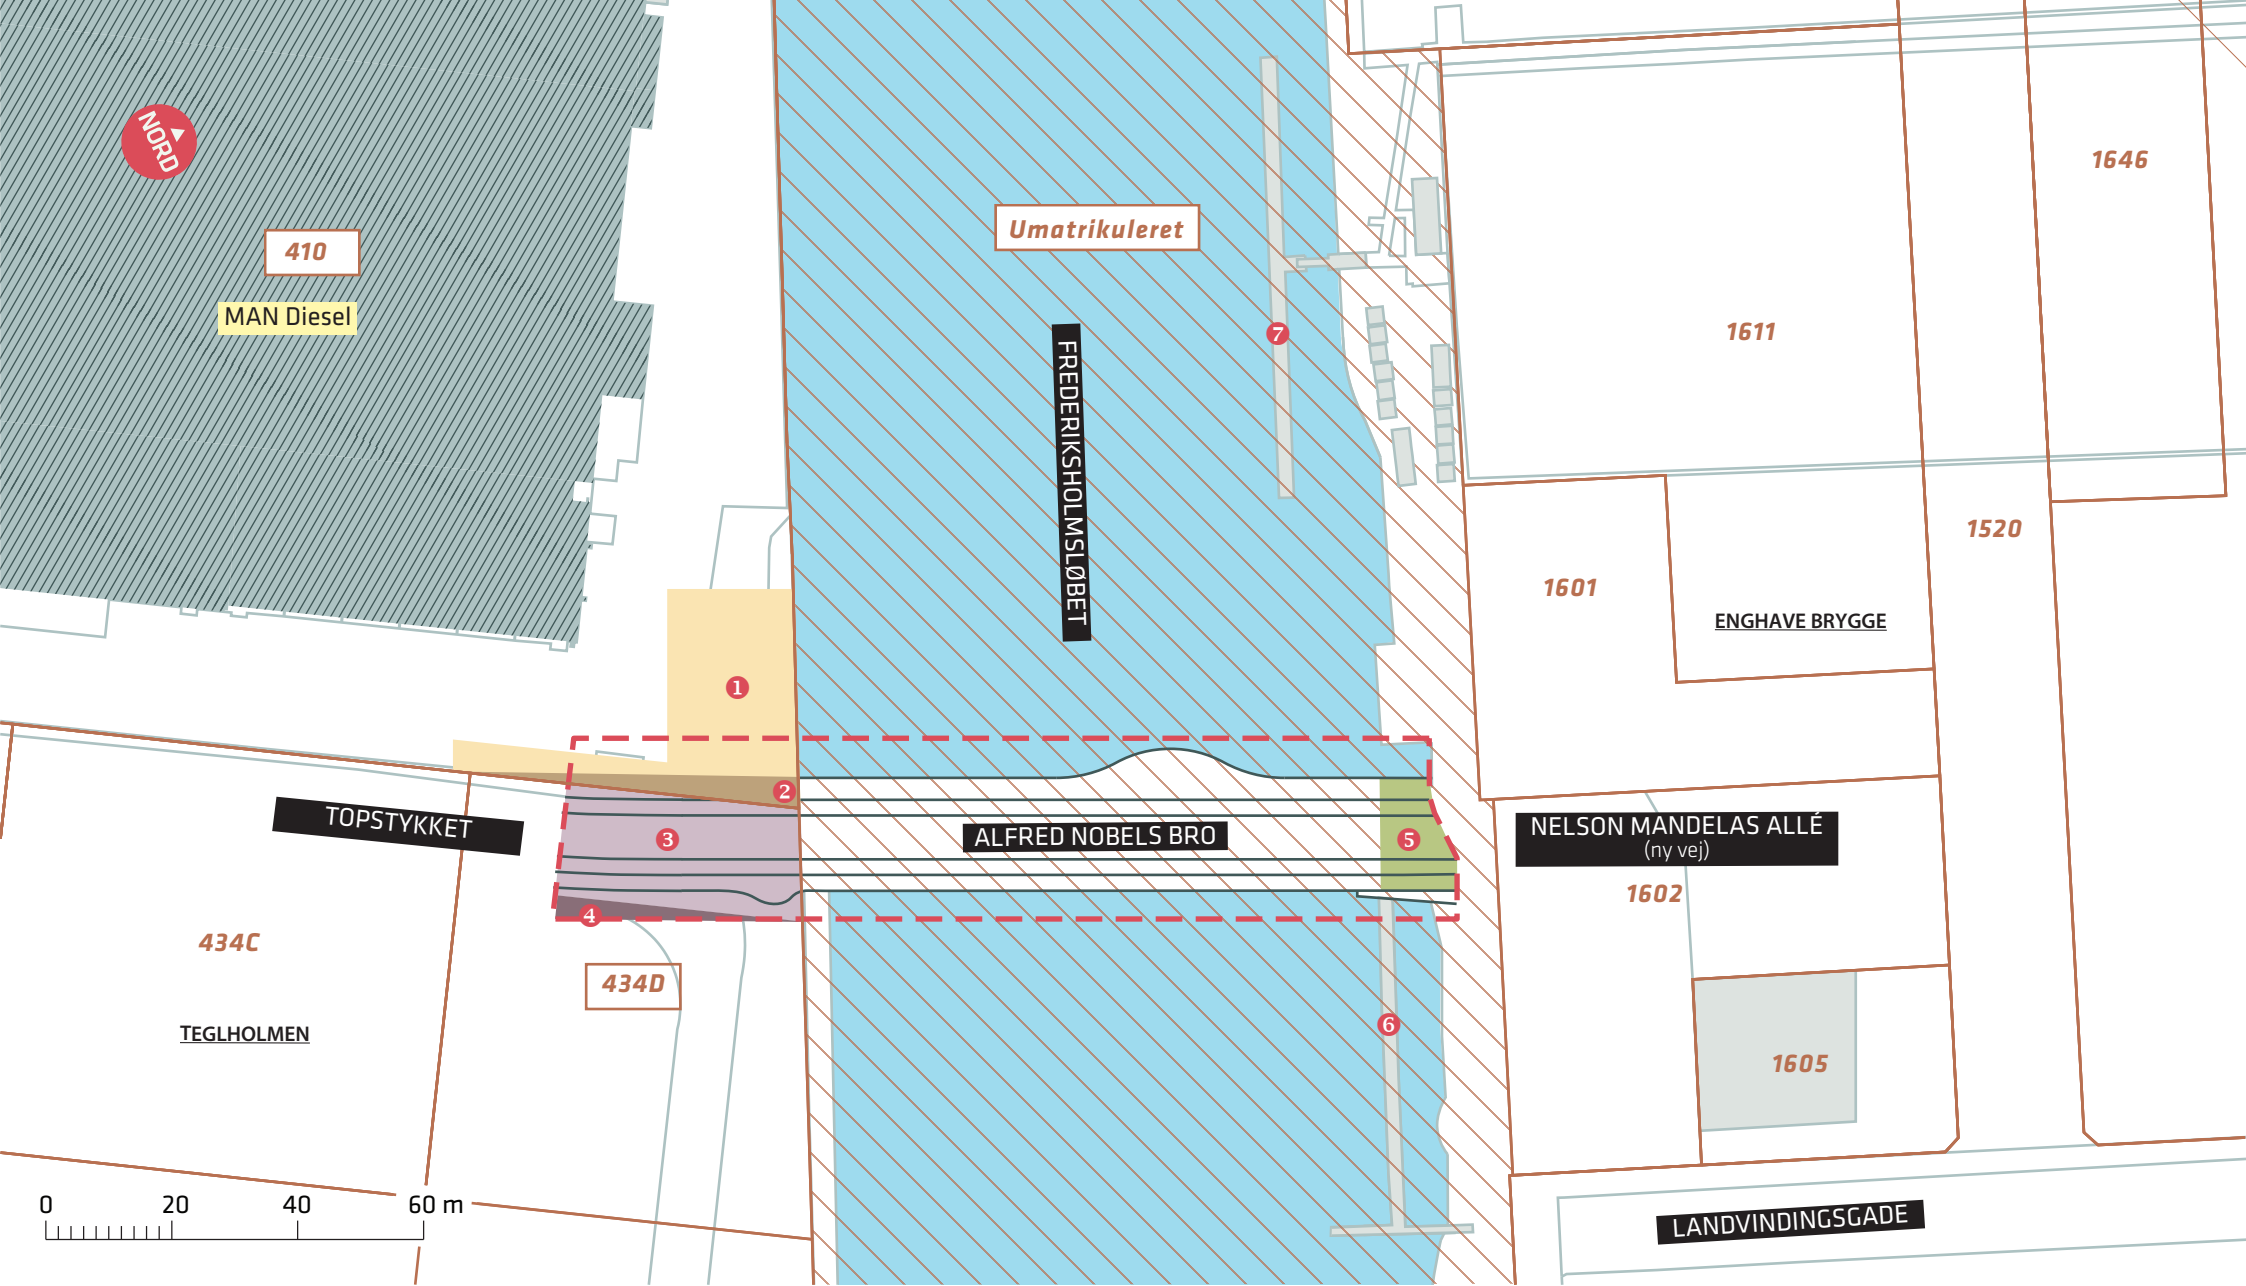 NORD
410
MAN Diesel
Umatrikuleret
1646
7
1611
FREDERIKSHOLMSLØBET
1520
1601
ENGHAVE BRYGGE
1
2
TOPSTYKKET
3
ALFRED NOBELS BRO
5
NELSON MANDELAS ALLÉ
(ny vej)
1602
4
434C
434D
6
TEGLHOLMEN
1605
0 20 40 60 m
LANDVINDINGSGADE